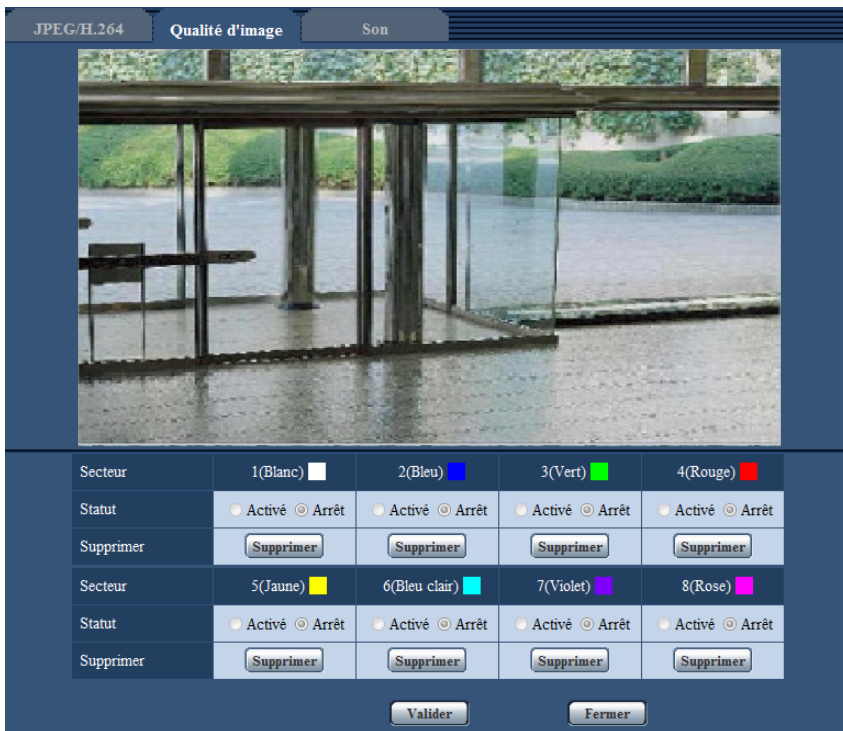 JPEG/H.264 Qualité d'image Son
Secteur 1(Blanc) 2(Bleu) 3(Vert) 4(Rouge)
Statut Activé Arrêt Activé Arrêt Activé Arrêt Activé Arrêt
Supprimer Supprimer Supprimer Supprimer Supprimer
Secteur 5(Jaune) 6(Bleu clair) 7(Violet) 8(Rose)
Statut Activé Arrêt Activé Arrêt Activé Arrêt Activé Arrêt
Supprimer Supprimer Supprimer Supprimer Supprimer
Valider Fermer